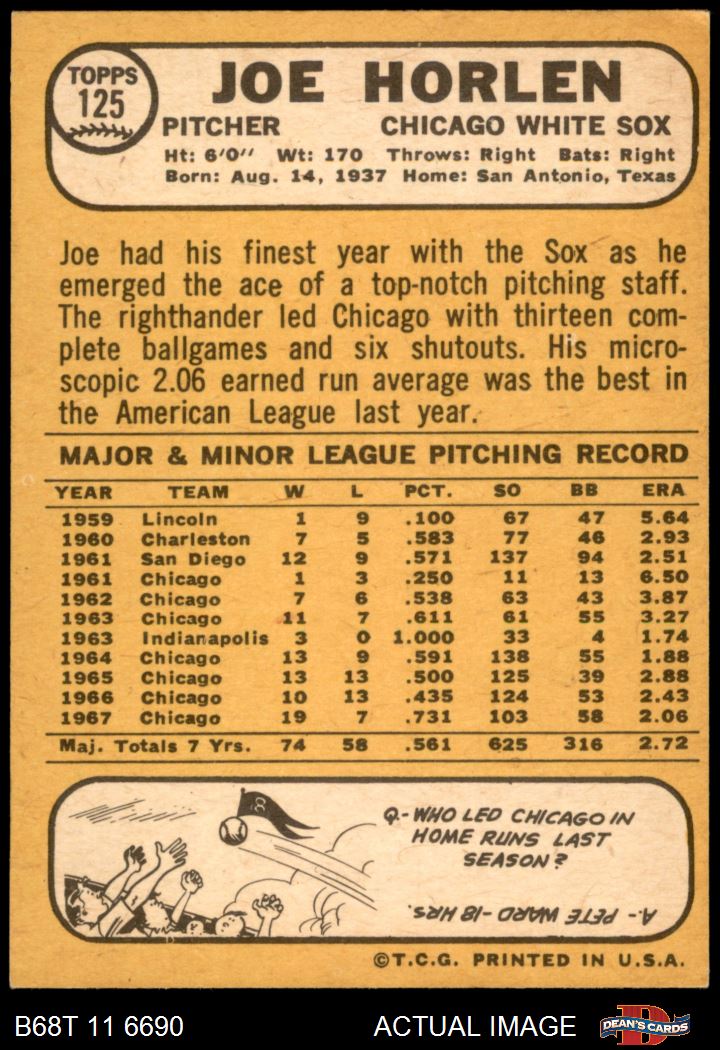 TOPPS
125
JOE HORLEN
PITCHER CHICAGO WHITE SOX
Ht: 6'0" Wt: 170 Throws: Right Bats: Right
Born: Aug. 14, 1937 Home: San Antonio, Texas
Joe had his finest year with the Sox as he
emerged the ace of a top-notch pitching staff.
The righthander led Chicago with thirteen com-
plete ballgames and six shutouts. His micro-
scopic 2.06 earned run average was the best in
the American League last year.
MAJOR & MINOR LEAGUE PITCHING RECORD
YEAR TEAM W L PCT. SO BB ERA
1959 Lincoln 1 9 .100 67 47 5.64
1960 Charleston 7 5 .583 77 46 2.93
1961 San Diego 12 9 .571 137 94 2.51
1961 Chicago 1 3 .250 11 13 6.50
1962 Chicago 7 6 .538 63 43 3.87
1963 Chicago 11 7 .611 61 55 3.27
1963 Indianapolis 3 0 1.000 33 4 1.74
1964 Chicago 13 9 .591 138 55 1.88
1965 Chicago 13 13 .500 125 39 2.88
1966 Chicago 10 13 .435 124 53 2.43
1967 Chicago 19 7 .731 103 58 2.06
Maj. Totals 7 Yrs. 74 58 .561 625 316 2.72
8
Q.-WHO LED CHICAGO IN
HOME RUNS LAST
SEASON?
A.- PETE WARD-18 HRS.
©T.C.G. PRINTED IN U.S.A.
B68T 11 6690 ACTUAL IMAGE D DEAN'S CARDS